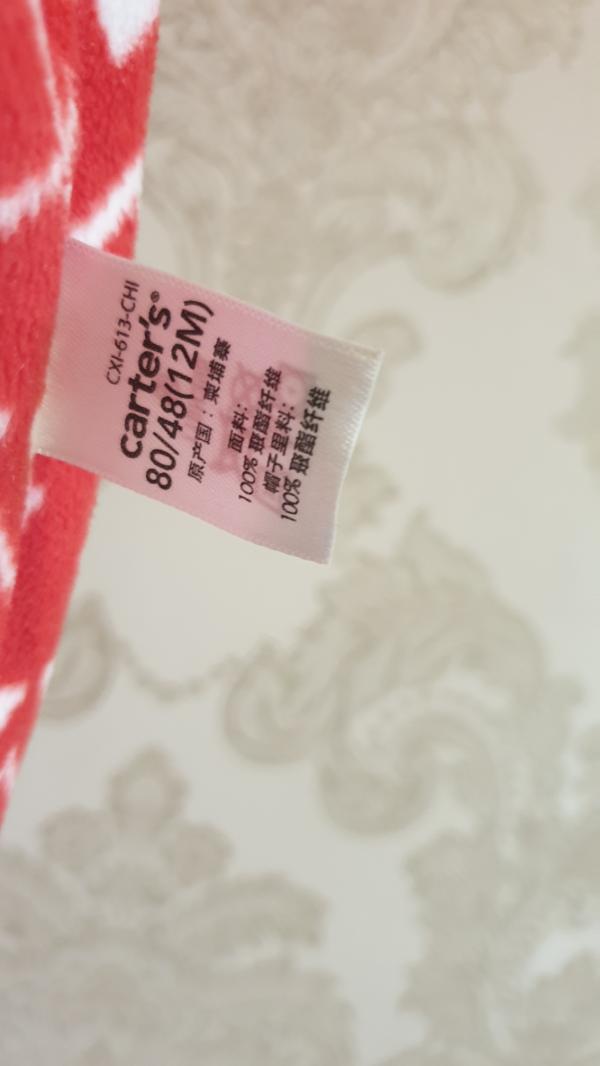 CXI-613-CHI
carter's®
80/48(12M)
原产国：柬埔寨
面料：
100% 聚酯纤维
帽子里料：
100% 聚酯纤维